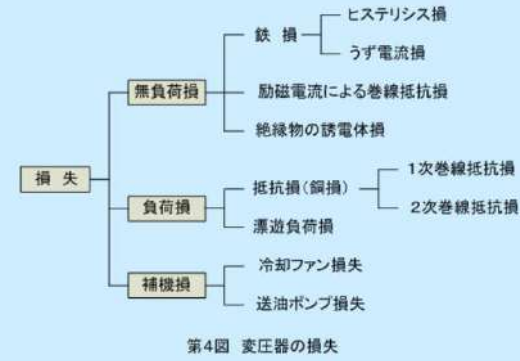 損 失
無負荷損
鉄 損
ヒステリシス損
うず電流損
励磁電流による巻線抵抗損
絶縁物の誘電体損
負荷損
抵抗損(銅損)
1次巻線抵抗損
2次巻線抵抗損
漂遊負荷損
補機損
冷却ファン損失
送油ポンプ損失
第4図 変圧器の損失